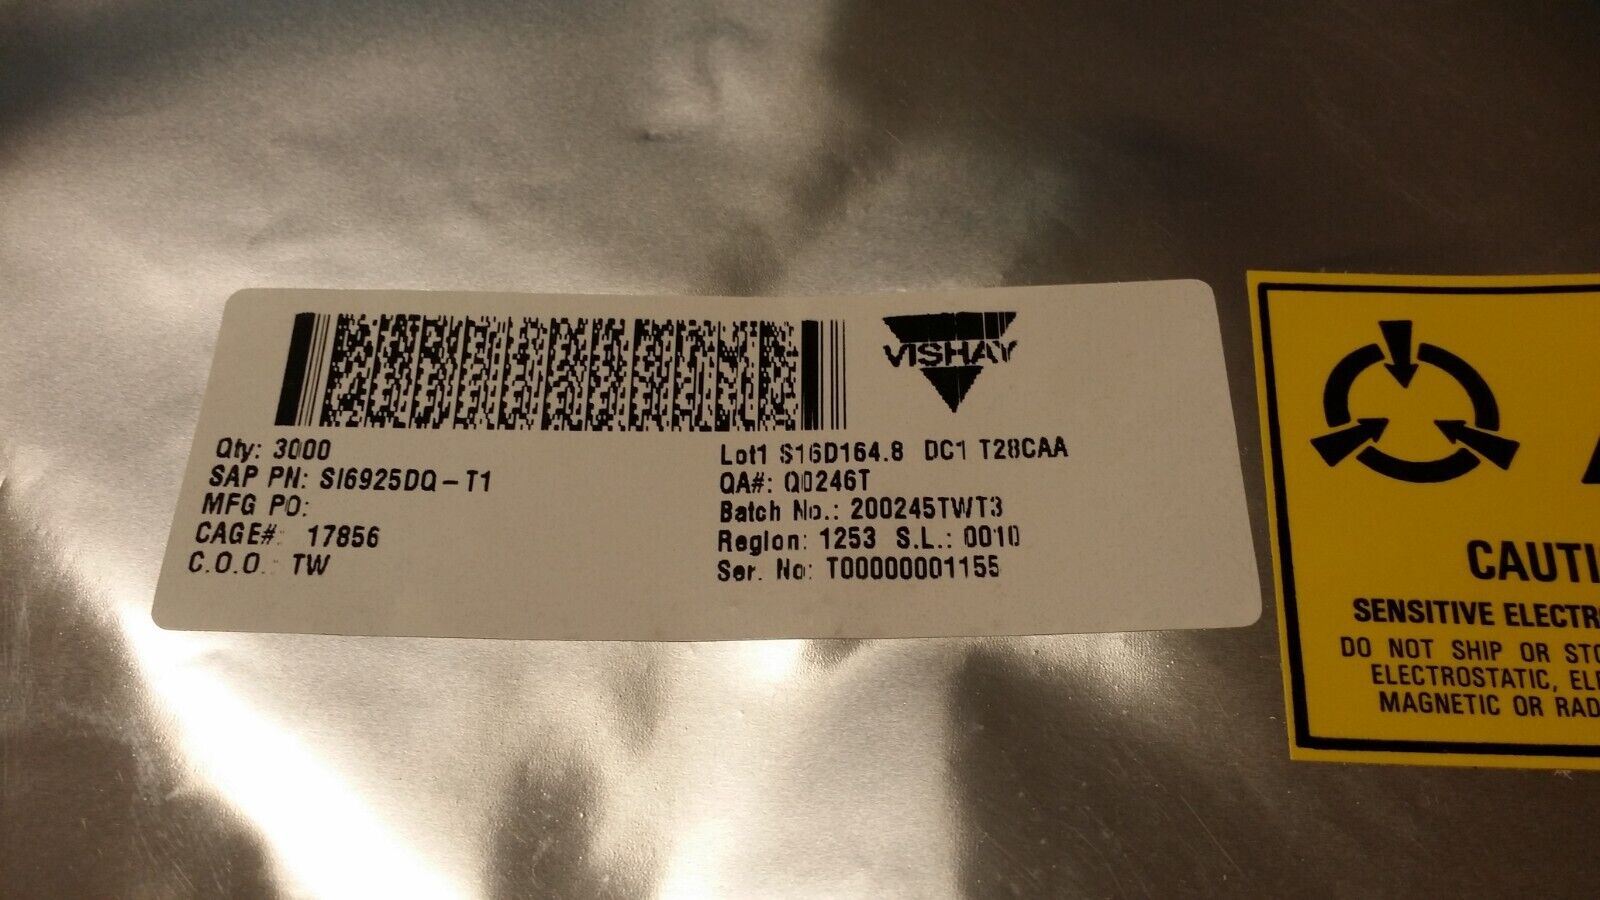 VISHAY
Qty: 3000
SAP PN: SI6925DQ-T1
MFG PO:
CAGE#: 17856
C.O.O.: TW
Lot1 S16D164.8 DC1 T28CAA
QA#: Q0246T
Batch No.: 200245TWT3
Region: 1253 S.L.: 0010
Ser. No: T00000001155
CAUTI
SENSITIVE ELECTR
DO NOT SHIP OR STO
ELECTROSTATIC, EL
MAGNETIC OR RAD